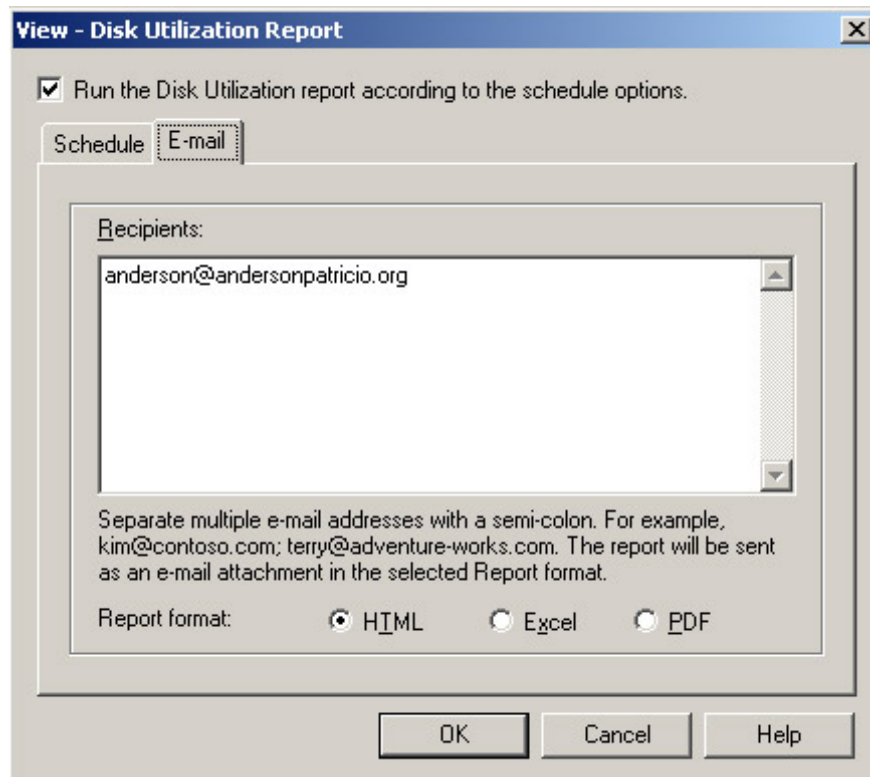 View - Disk Utilization Report
Run the Disk Utilization report according to the schedule options.
Schedule
E-mail
Recipients:
anderson@andersonpatricio.org
Separate multiple e-mail addresses with a semi-colon. For example,
kim@contoso.com; terry@adventure-works.com. The report will be sent
as an e-mail attachment in the selected Report format.
Report format:
HTML
Excel
PDF
OK
Cancel
Help